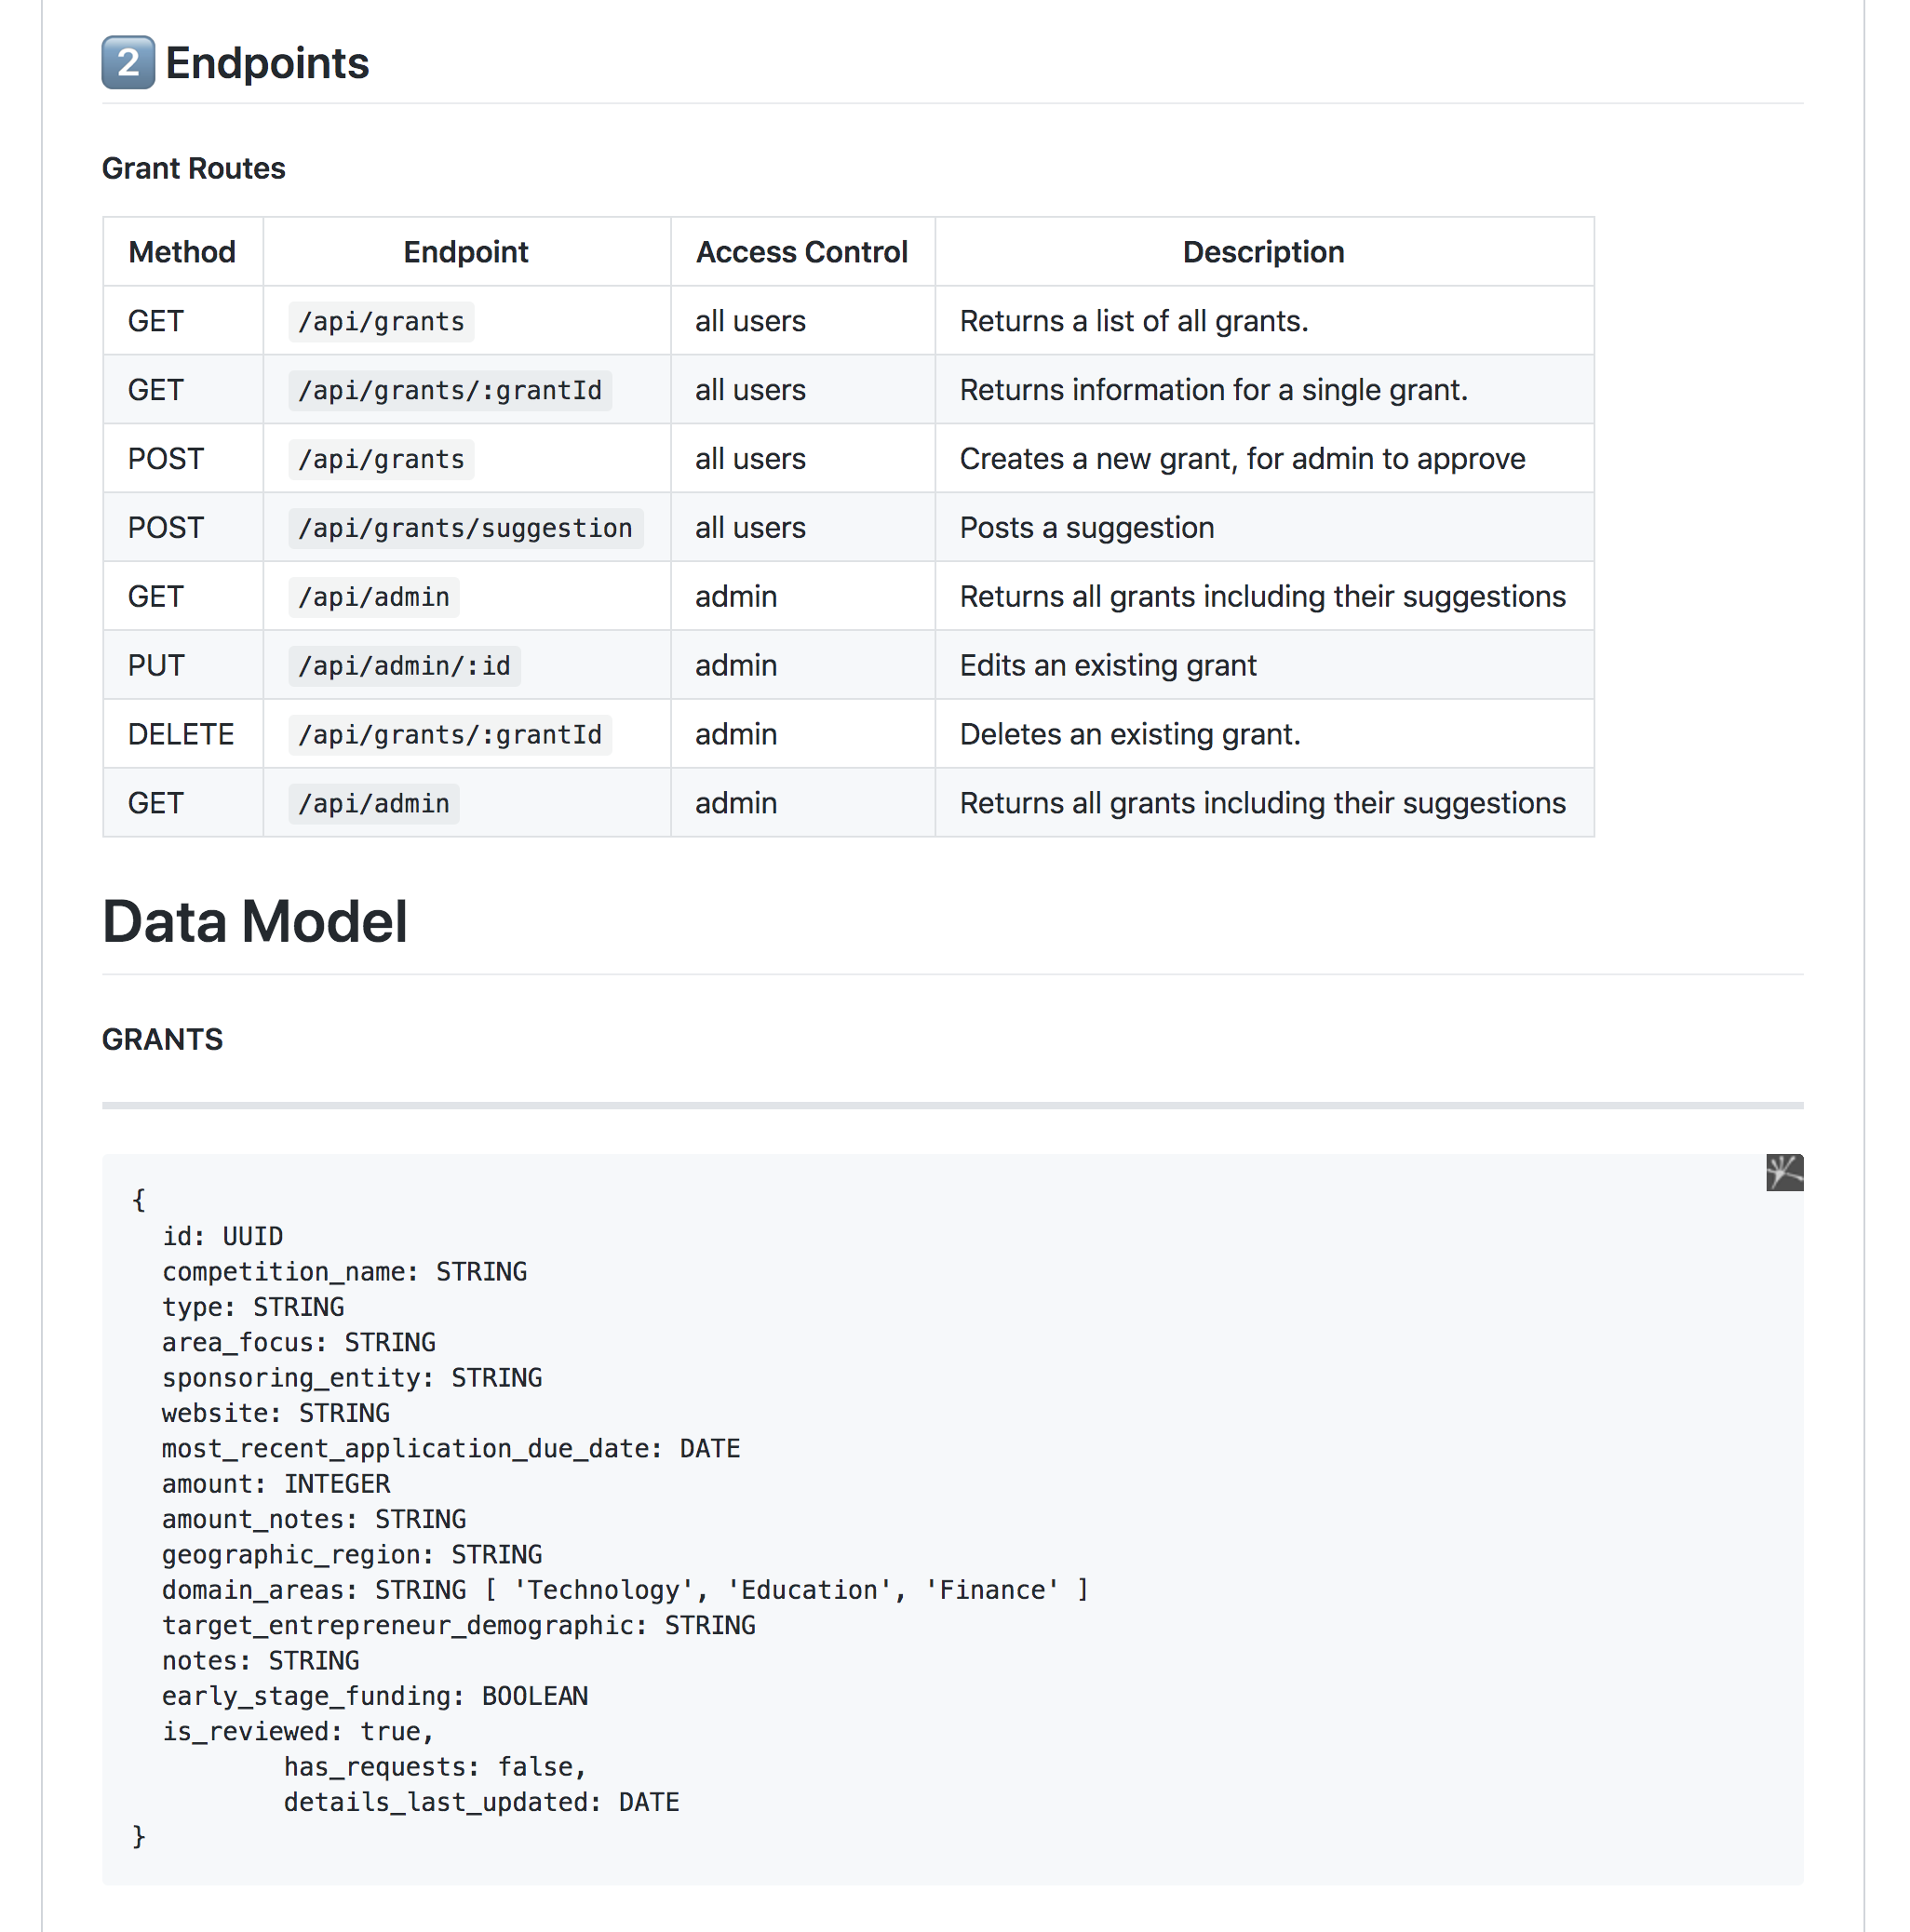 2 Endpoints
Grant Routes
Method Endpoint Access Control Description
GET /api/grants all users Returns a list of all grants.
GET /api/grants/:grantId all users Returns information for a single grant.
POST /api/grants all users Creates a new grant, for admin to approve
POST /api/grants/suggestion all users Posts a suggestion
GET /api/admin admin Returns all grants including their suggestions
PUT /api/admin/:id admin Edits an existing grant
DELETE /api/grants/:grantId admin Deletes an existing grant.
GET /api/admin admin Returns all grants including their suggestions
Data Model
GRANTS
{
  id: UUID
  competition_name: STRING
  type: STRING
  area_focus: STRING
  sponsoring_entity: STRING
  website: STRING
  most_recent_application_due_date: DATE
  amount: INTEGER
  amount_notes: STRING
  geographic_region: STRING
  domain_areas: STRING [ 'Technology', 'Education', 'Finance' ]
  target_entrepreneur_demographic: STRING
  notes: STRING
  early_stage_funding: BOOLEAN
  is_reviewed: true,
          has_requests: false,
          details_last_updated: DATE
}